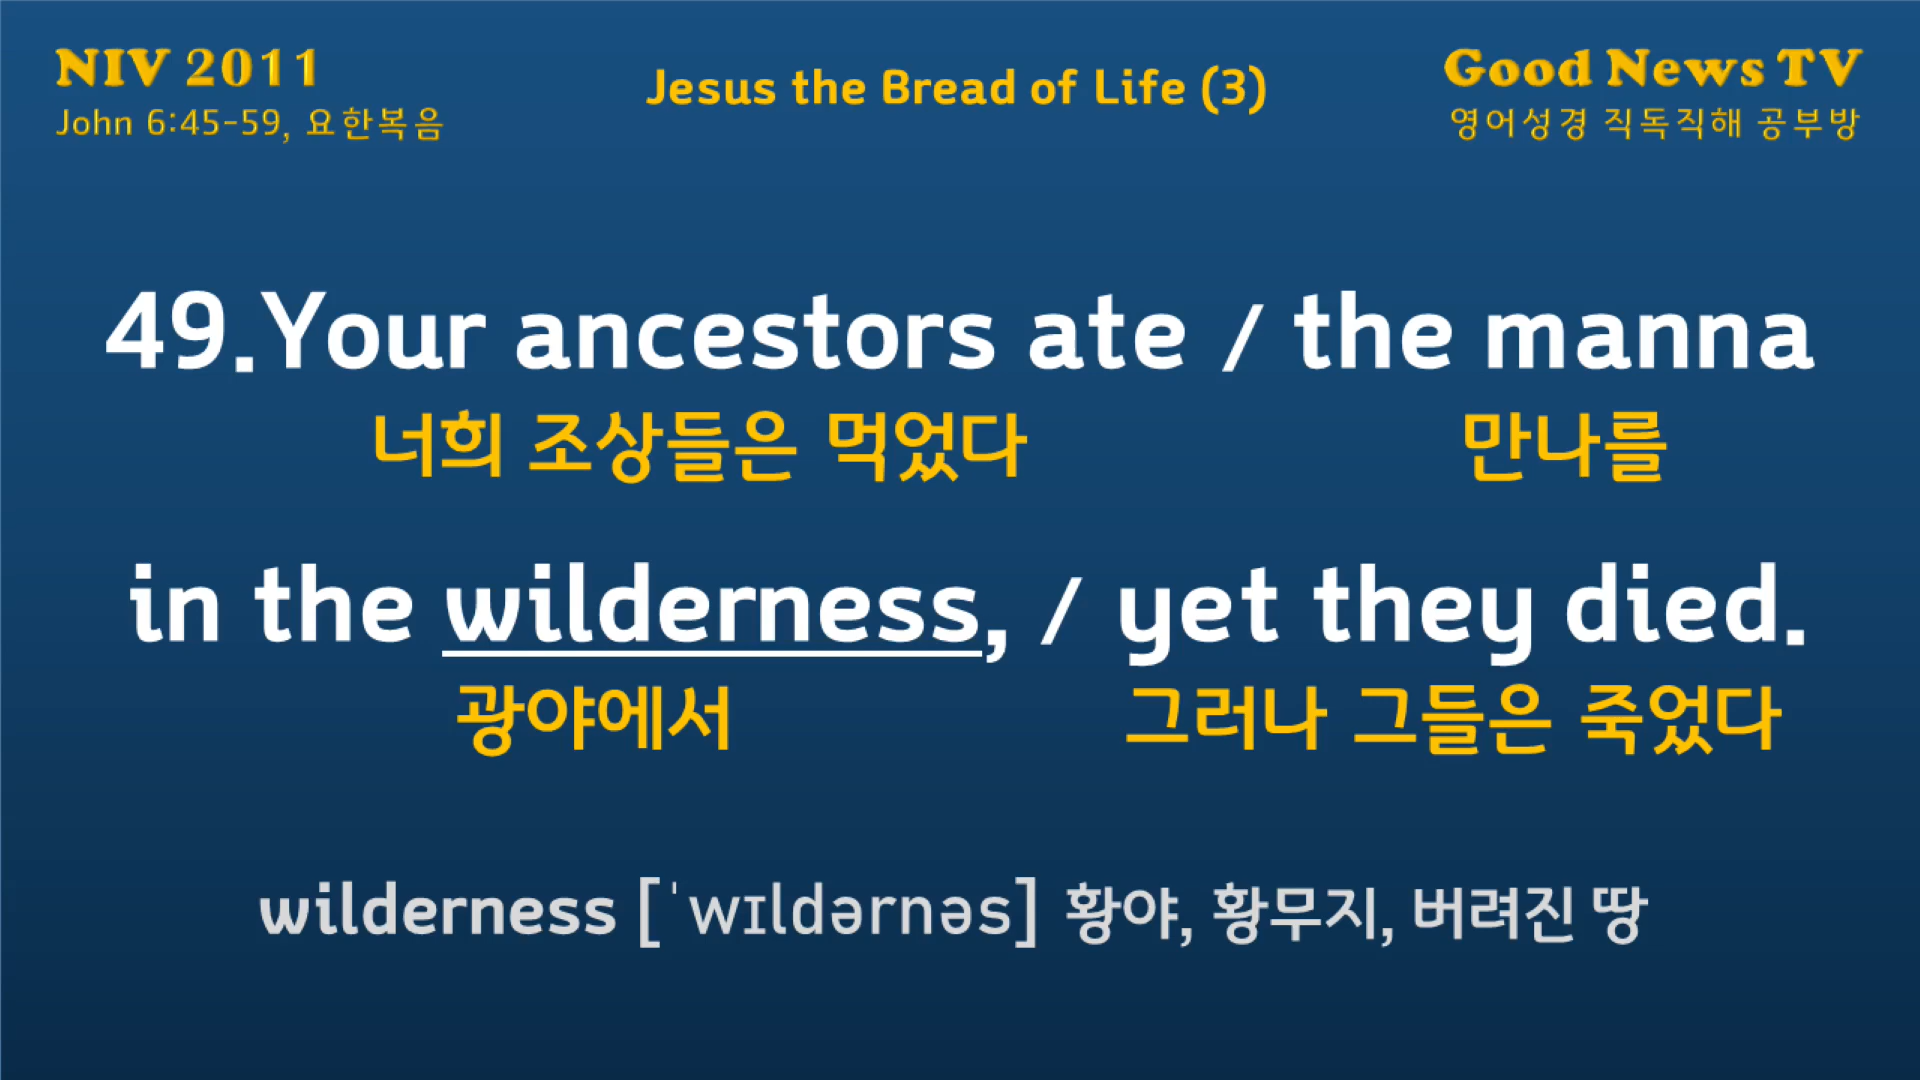 NIV 2011
John 6:45-59, 요한복음
Jesus the Bread of Life (3)
Good News TV
영어성경 직독직해 공부방
49.Your ancestors ate / the manna
너희 조상들은 먹었다 만나를
in the wilderness, / yet they died.
광야에서 그러나 그들은 죽었다
wilderness [ˈwɪldərnəs] 황야, 황무지, 버려진 땅